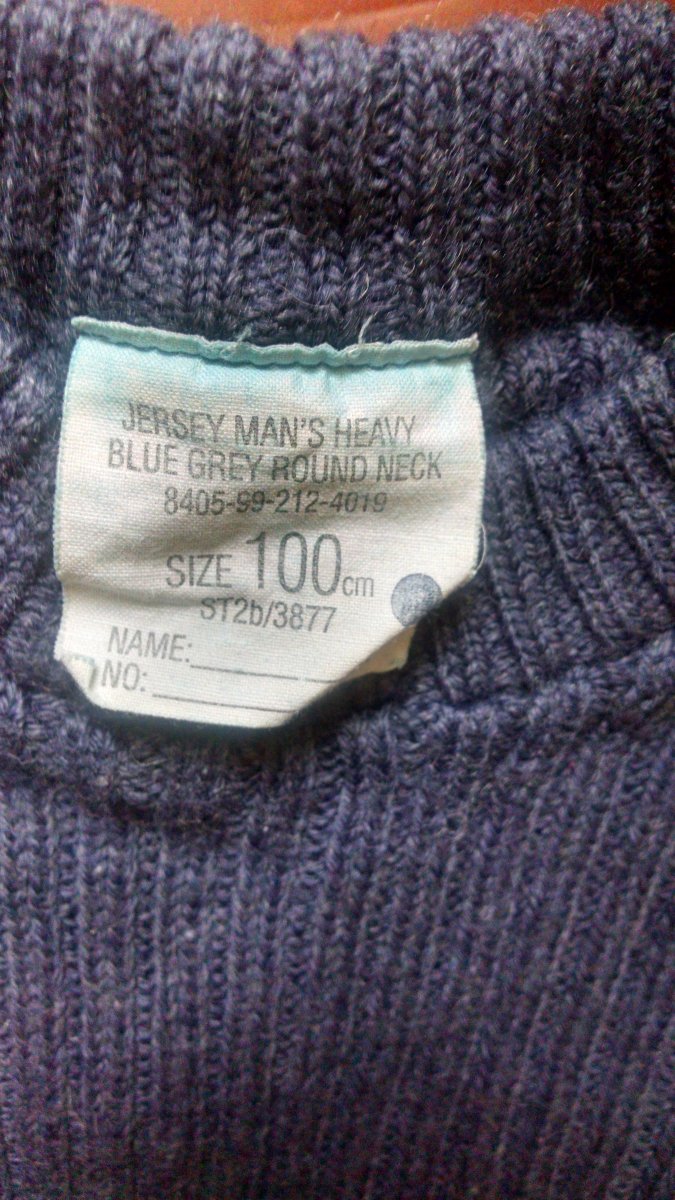 JERSEY MAN'S HEAVY
BLUE GREY ROUND NECK
8405-99-212-4019
SIZE 100cm
ST2b/3877
NAME:
NO: